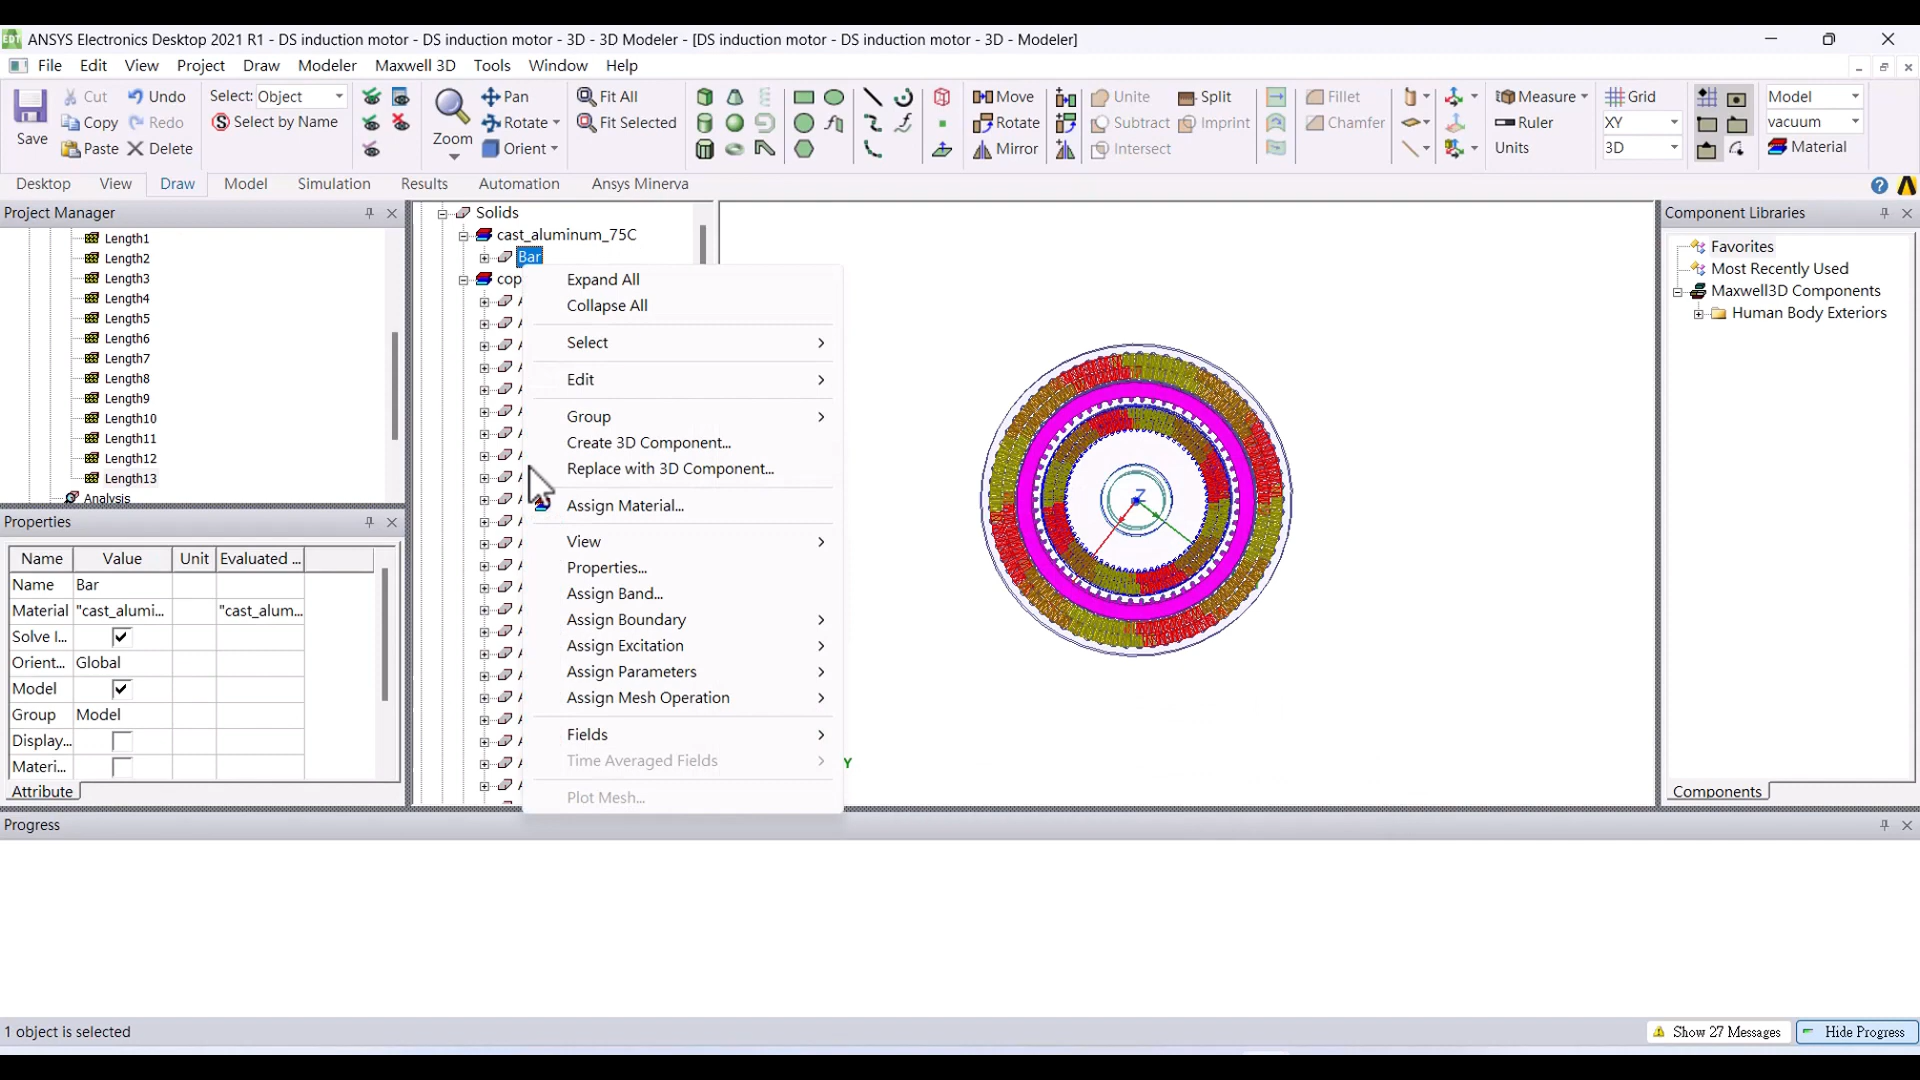 ANSYS Electronics Desktop 2021 R1 - DS induction motor - DS induction motor - 3D - 3D Modeler - [DS induction motor - DS induction motor - 3D - Modeler]
File Edit View Project Draw Modeler Maxwell 3D Tools Window Help
Save
Cut
Copy
Paste
Undo
Redo
Delete
Select: Object
Select by Name
Zoom
Pan
Rotate
Orient
Fit All
Fit Selected
Move
Rotate
Mirror
Unite
Subtract
Intersect
Split
Imprint
Fillet
Chamfer
Measure
Ruler
Units
Grid
XY
3D
Model
vacuum
Material
Desktop View Draw Model Simulation Results Automation Ansys Minerva
Project Manager
Length1
Length2
Length3
Length4
Length5
Length6
Length7
Length8
Length9
Length10
Length11
Length12
Length13
Analysis
Properties
Name Value Unit Evaluated ...
Name Bar
Material "cast_alumi... "cast_alum...
Solve I...
Orient... Global
Model
Group Model
Display...
Materi...
Attribute
Solids
cast_aluminum_75C
Bar
cop
Expand All
Collapse All
Select
Edit
Group
Create 3D Component...
Replace with 3D Component...
Assign Material...
View
Properties...
Assign Band...
Assign Boundary
Assign Excitation
Assign Parameters
Assign Mesh Operation
Fields
Time Averaged Fields
Plot Mesh...
Z
Y
Component Libraries
Favorites
Most Recently Used
Maxwell3D Components
Human Body Exteriors
Components
Progress
1 object is selected
Show 27 Messages
Hide Progress